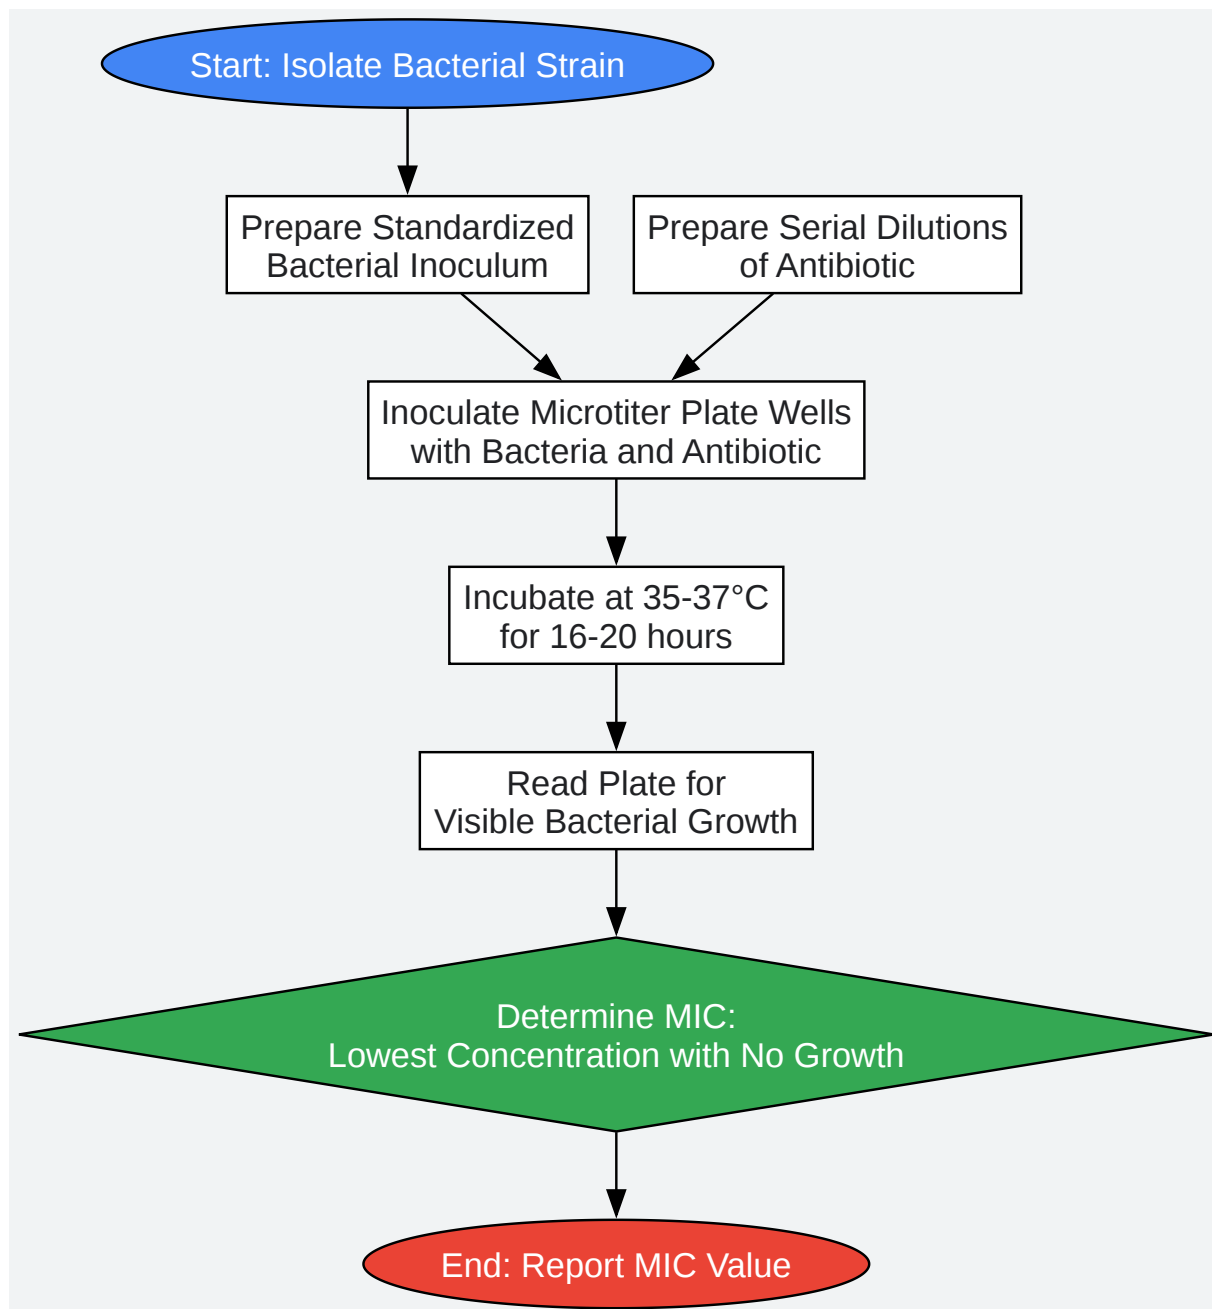 Start: Isolate Bacterial Strain
Prepare Standardized
Bacterial Inoculum
Prepare Serial Dilutions
of Antibiotic
Inoculate Microtiter Plate Wells
with Bacteria and Antibiotic
Incubate at 35-37°C
for 16-20 hours
Read Plate for
Visible Bacterial Growth
Determine MIC:
Lowest Concentration with No Growth
End: Report MIC Value